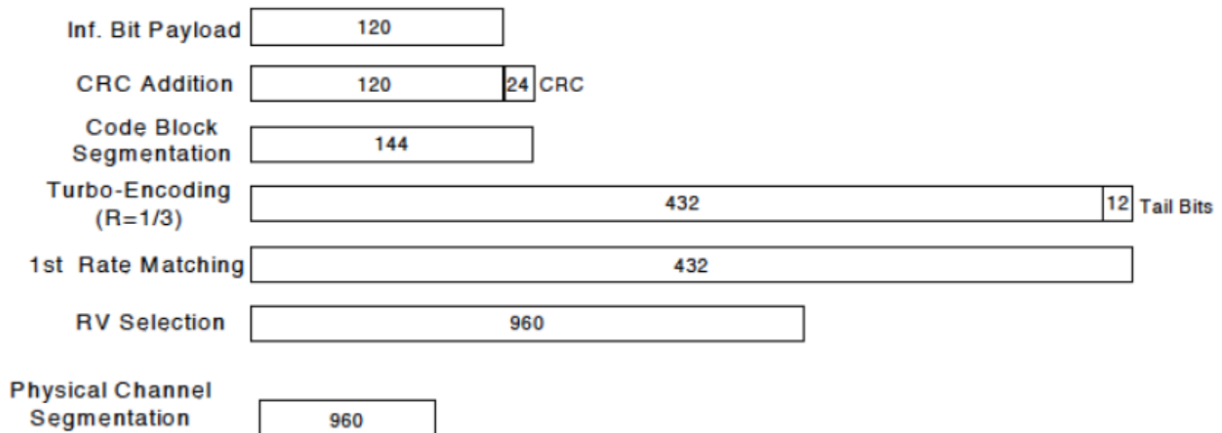 Inf. Bit Payload 120
CRC Addition 120 24 CRC
Code Block
Segmentation 144
Turbo-Encoding
(R=1/3) 432 12 Tail Bits
1st Rate Matching 432
RV Selection 960
Physical Channel
Segmentation 960